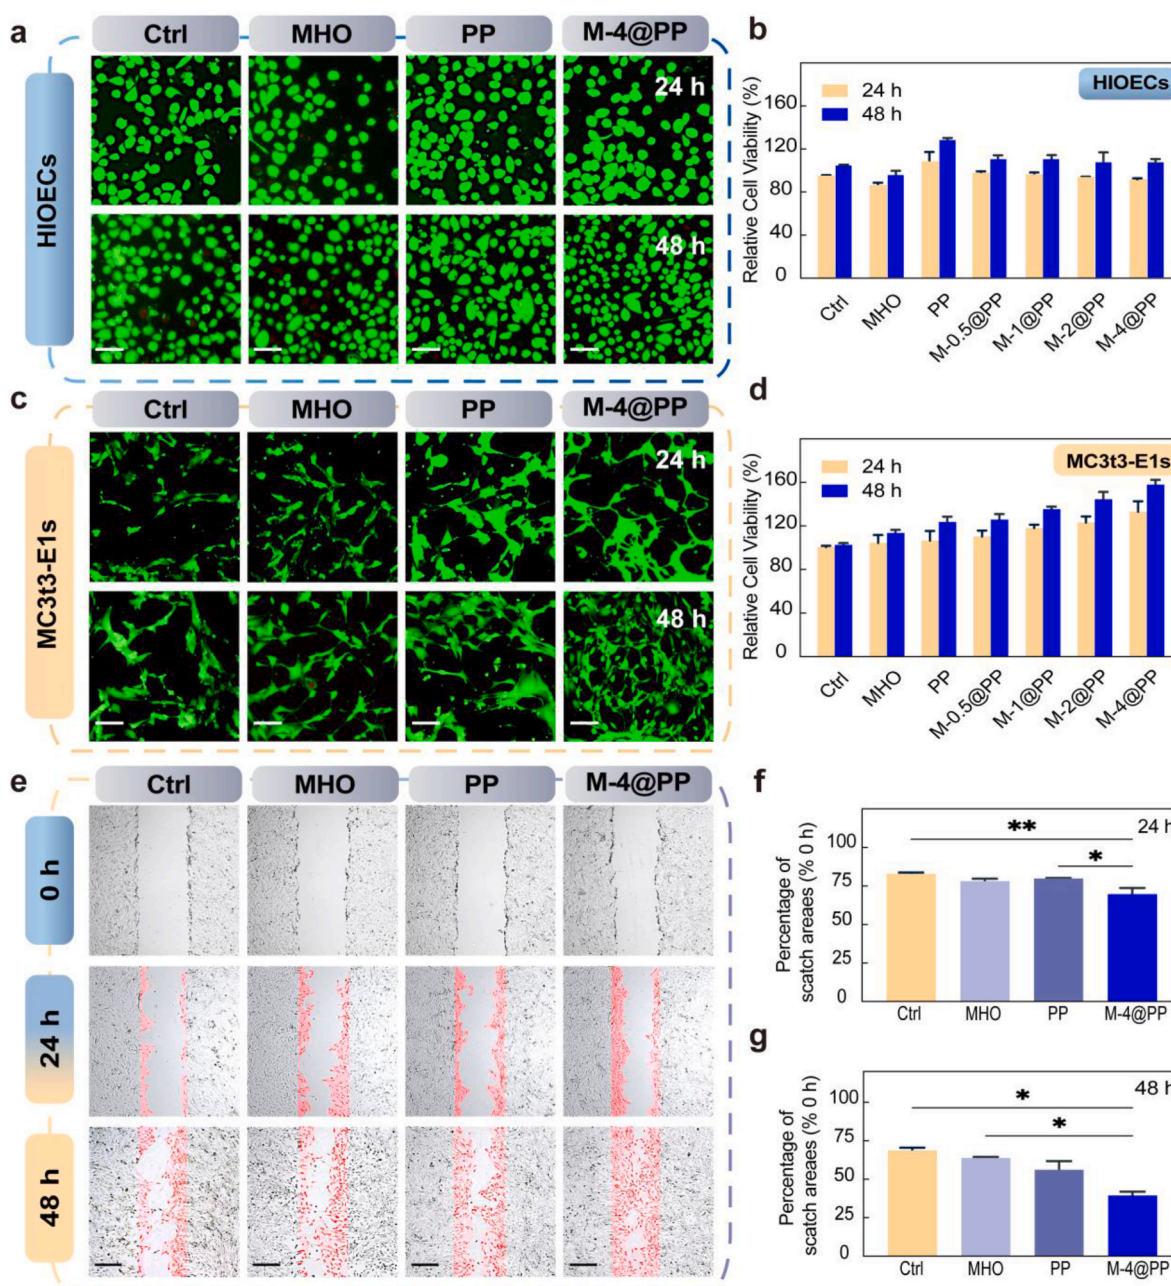 a
Ctrl
MHO
PP
M-4@PP
HIOECs
24 h
48 h
b
HIOECs
24 h
48 h
Relative Cell Viability (%)
160
120
80
40
0
Ctrl
MHO
PP
M-0.5@PP
M-1@PP
M-2@PP
M-4@PP
c
Ctrl
MHO
PP
M-4@PP
MC3t3-E1s
24 h
48 h
d
MC3t3-E1s
24 h
48 h
Relative Cell Viability (%)
160
120
80
40
0
Ctrl
MHO
PP
M-0.5@PP
M-1@PP
M-2@PP
M-4@PP
e
Ctrl
MHO
PP
M-4@PP
0 h
24 h
48 h
f
24 h
**
*
Percentage of
scatch areaes (% 0 h)
100
75
50
25
0
Ctrl
MHO
PP
M-4@PP
g
48 h
*
*
Percentage of
scatch areaes (% 0 h)
100
75
50
25
0
Ctrl
MHO
PP
M-4@PP